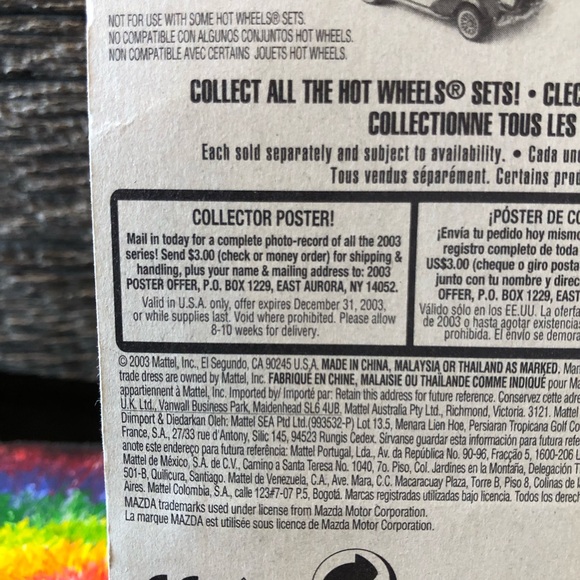 NOT FOR USE WITH SOME HOT WHEELS® SETS.
NO COMPATIBLE CON ALGUNOS CONJUNTOS HOT WHEELS.
NON COMPATIBLE AVEC CERTAINS JOUETS HOT WHEELS.
COLLECT ALL THE HOT WHEELS® SETS! • CLEC
COLLECTIONNE TOUS LES
Each sold separately and subject to availability. • Cada un
Tous vendus séparément. Certains prod
COLLECTOR POSTER!
Mail in today for a complete photo-record of all the 2003
series! Send $3.00 (check or money order) for shipping &
handling, plus your name & mailing address to: 2003
POSTER OFFER, P.O. BOX 1229, EAST AURORA, NY 14052.
Valid in U.S.A. only, offer expires December 31, 2003,
or while supplies last. Void where prohibited. Please allow
8-10 weeks for delivery.
¡PÓSTER DE CO
¡Envía tu pedido hoy mismo
registro completo de toda
US$3.00 (cheque o giro posta
junto con tu nombre y direc
OFFER, P.O. BOX 1229, EAST
Válido sólo en los EE.UU. La oferta
de 2003 o hasta agotar existencia
prohibida. El envío se demora
© 2003 Mattel, Inc., El Segundo, CA 90245 U.S.A. MADE IN CHINA, MALAYSIA OR THAILAND AS MARKED. Man
trade dress are owned by Mattel, Inc. FABRIQUÉ EN CHINE, MALAISIE OU THAÏLANDE COMME INDIQUÉ pour Ma
appartiennent à Mattel, Inc. Imported by/ Importé par: Retain this address for future reference. Conservez cette adre
U.K. Ltd., Vanwall Business Park, Maidenhead SL6 4UB. Mattel Australia Pty Ltd., Richmond, Victoria. 3121. Mattel
Diimport & Diedarkan Oleh: Mattel SEA Ptd Ltd.(993532-P) Lot 13.5, Menara Lien Hoe, Persiaran Tropicana Golf Co
France, S.A., 27/33 rue d'Antony, Silic 145, 94523 Rungis Cedex. Sírvanse guardar esta información para futura refe
anote este endereço para futura referência: Mattel Portugal, Lda., Av. da República No. 90-96, Fracção 5, 1600-206 L
Mattel de México, S.A. de C.V., Camino a Santa Teresa No. 1040, 7o. Piso, Col. Jardines en la Montaña, Delegación T
501-B, Quilicura, Santiago. Mattel de Venezuela, C.A., Ave. Mara, C.C. Macaracuay Plaza, Torre B, Piso 8, Colinas de la
Aires. Mattel Colombia, S.A., calle 123#7-07 P.5, Bogotá. Marcas registradas utilizadas bajo licencia. Todos los derech
MAZDA trademarks used under license from Mazda Motor Corporation.
La marque MAZDA est utilisée sous licence de Mazda Motor Corporation.